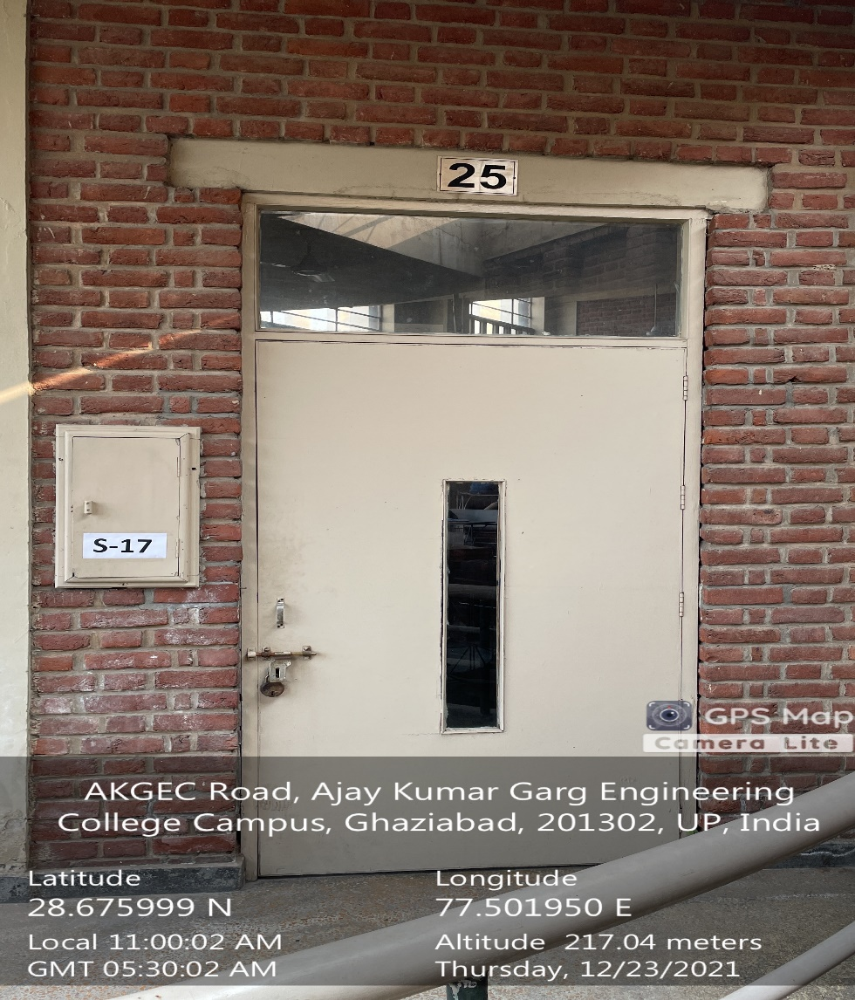 25
S-17
GPS Map
Camera Lite
AKGEC Road, Ajay Kumar Garg Engineering
College Campus, Ghaziabad, 201302, UP, India
Latitude
28.675999 N
Longitude
77.501950 E
Local 11:00:02 AM
GMT 05:30:02 AM
Altitude 217.04 meters
Thursday, 12/23/2021